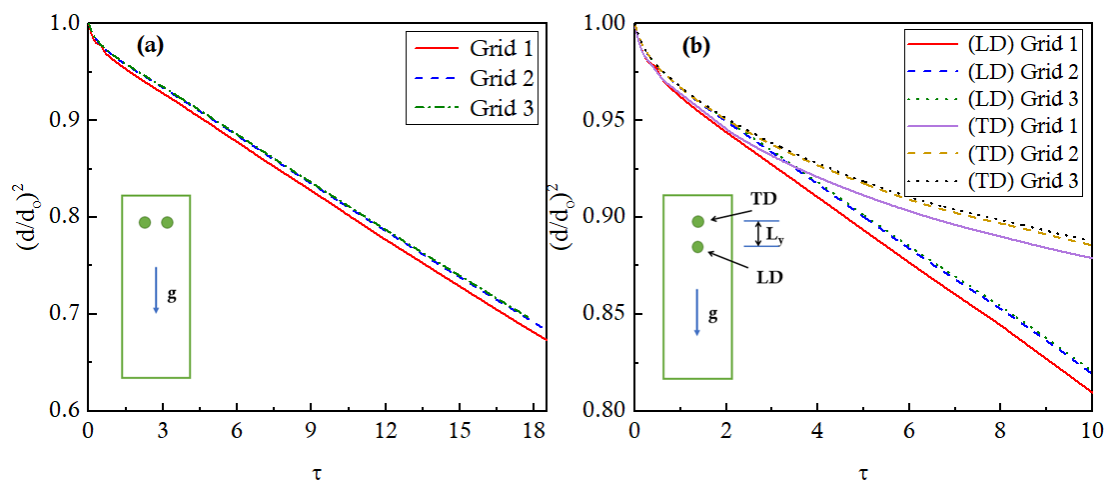 (a)
Grid 1
Grid 2
Grid 3
1.0
0.9
0.8
0.7
0.6
(d/d₀)²
g
0 3 6 9 12 15 18
τ
(b)
(LD) Grid 1
(LD) Grid 2
(LD) Grid 3
(TD) Grid 1
(TD) Grid 2
(TD) Grid 3
1.00
0.95
0.90
0.85
0.80
(d/d₀)²
TD
L_y
LD
g
0 2 4 6 8 10
τ